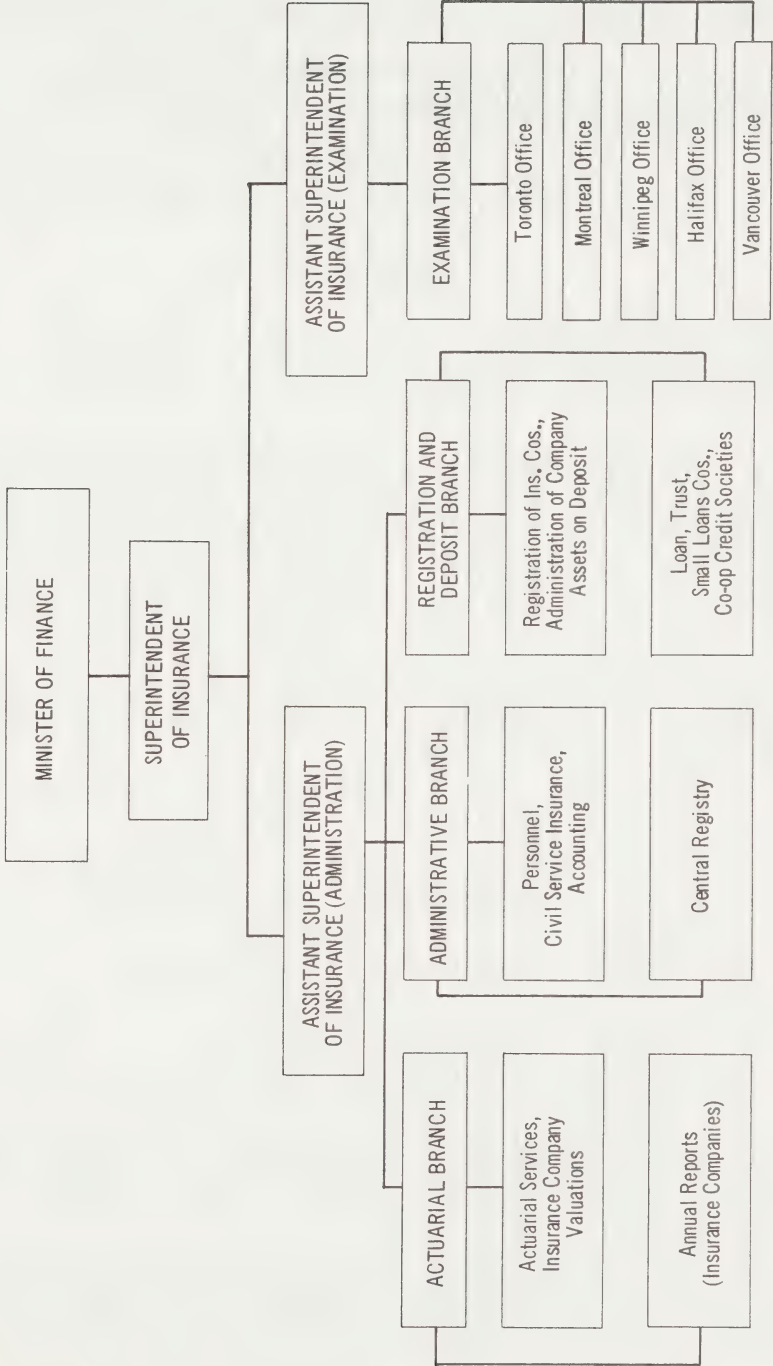 MINISTER OF FINANCE
SUPERINTENDENT
OF INSURANCE
ASSISTANT SUPERINTENDENT
OF INSURANCE (ADMINISTRATION)
ASSISTANT SUPERINTENDENT
OF INSURANCE (EXAMINATION)
ACTUARIAL BRANCH
Actuarial Services,
Insurance Company
Valuations
Annual Reports
(Insurance Companies)
ADMINISTRATIVE BRANCH
Personnel,
Civil Service Insurance,
Accounting
Central Registry
REGISTRATION AND
DEPOSIT BRANCH
Registration of Ins. Cos.,
Administration of Company
Assets on Deposit
Loan, Trust,
Small Loans Cos.,
Co-op Credit Societies
EXAMINATION BRANCH
Toronto Office
Montreal Office
Winnipeg Office
Halifax Office
Vancouver Office